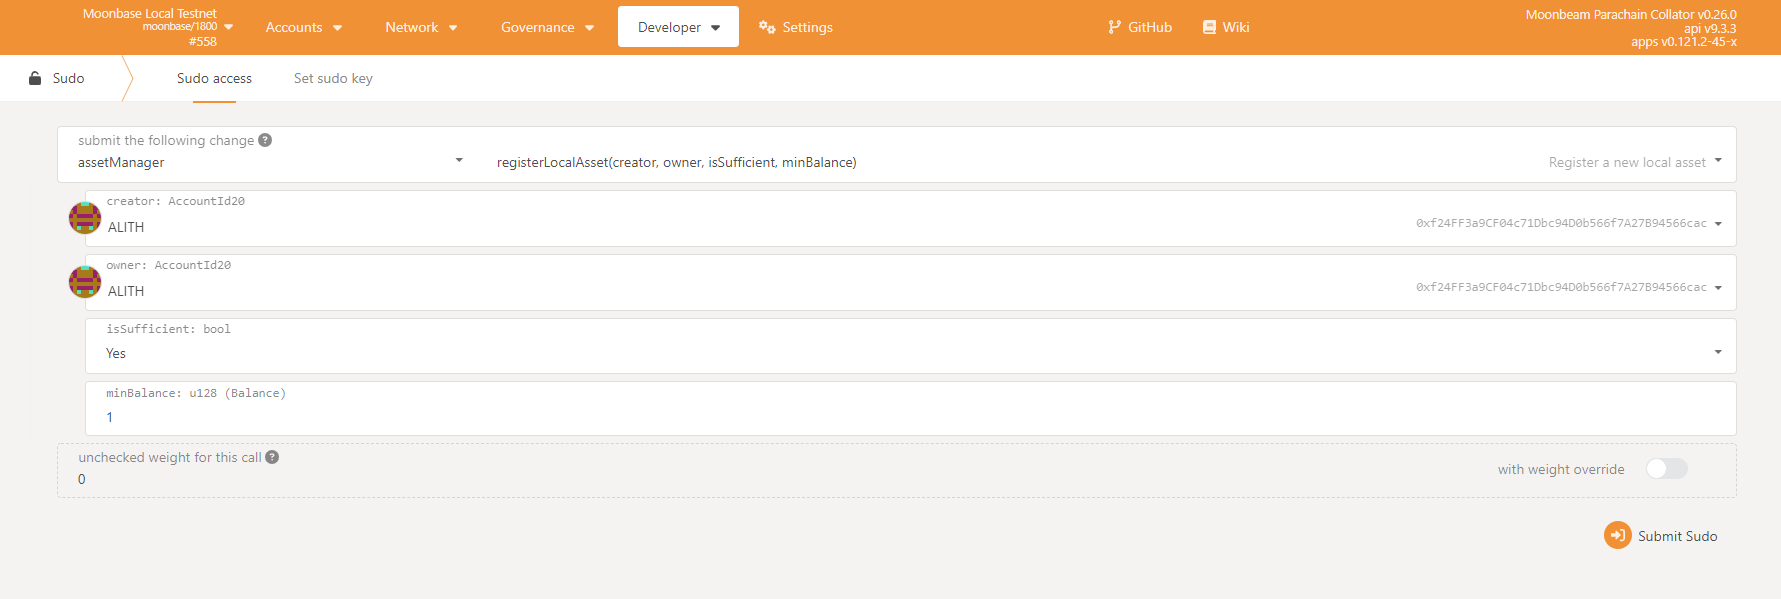 Moonbase Local Testnet
moonbase/1800
#558
Accounts
Network
Governance
Developer
Settings
GitHub
Wiki
Moonbeam Parachain Collator v0.26.0
api v9.3.3
apps v0.121.2-45-x
Sudo
Sudo access
Set sudo key
submit the following change ?
assetManager
registerLocalAsset(creator, owner, isSufficient, minBalance)
Register a new local asset
creator: AccountId20
ALITH
0xf24FF3a9CF04c71Dbc94D0b566f7A27B94566cac
owner: AccountId20
ALITH
0xf24FF3a9CF04c71Dbc94D0b566f7A27B94566cac
isSufficient: bool
Yes
minBalance: u128 (Balance)
1
unchecked weight for this call ?
0
with weight override
Submit Sudo